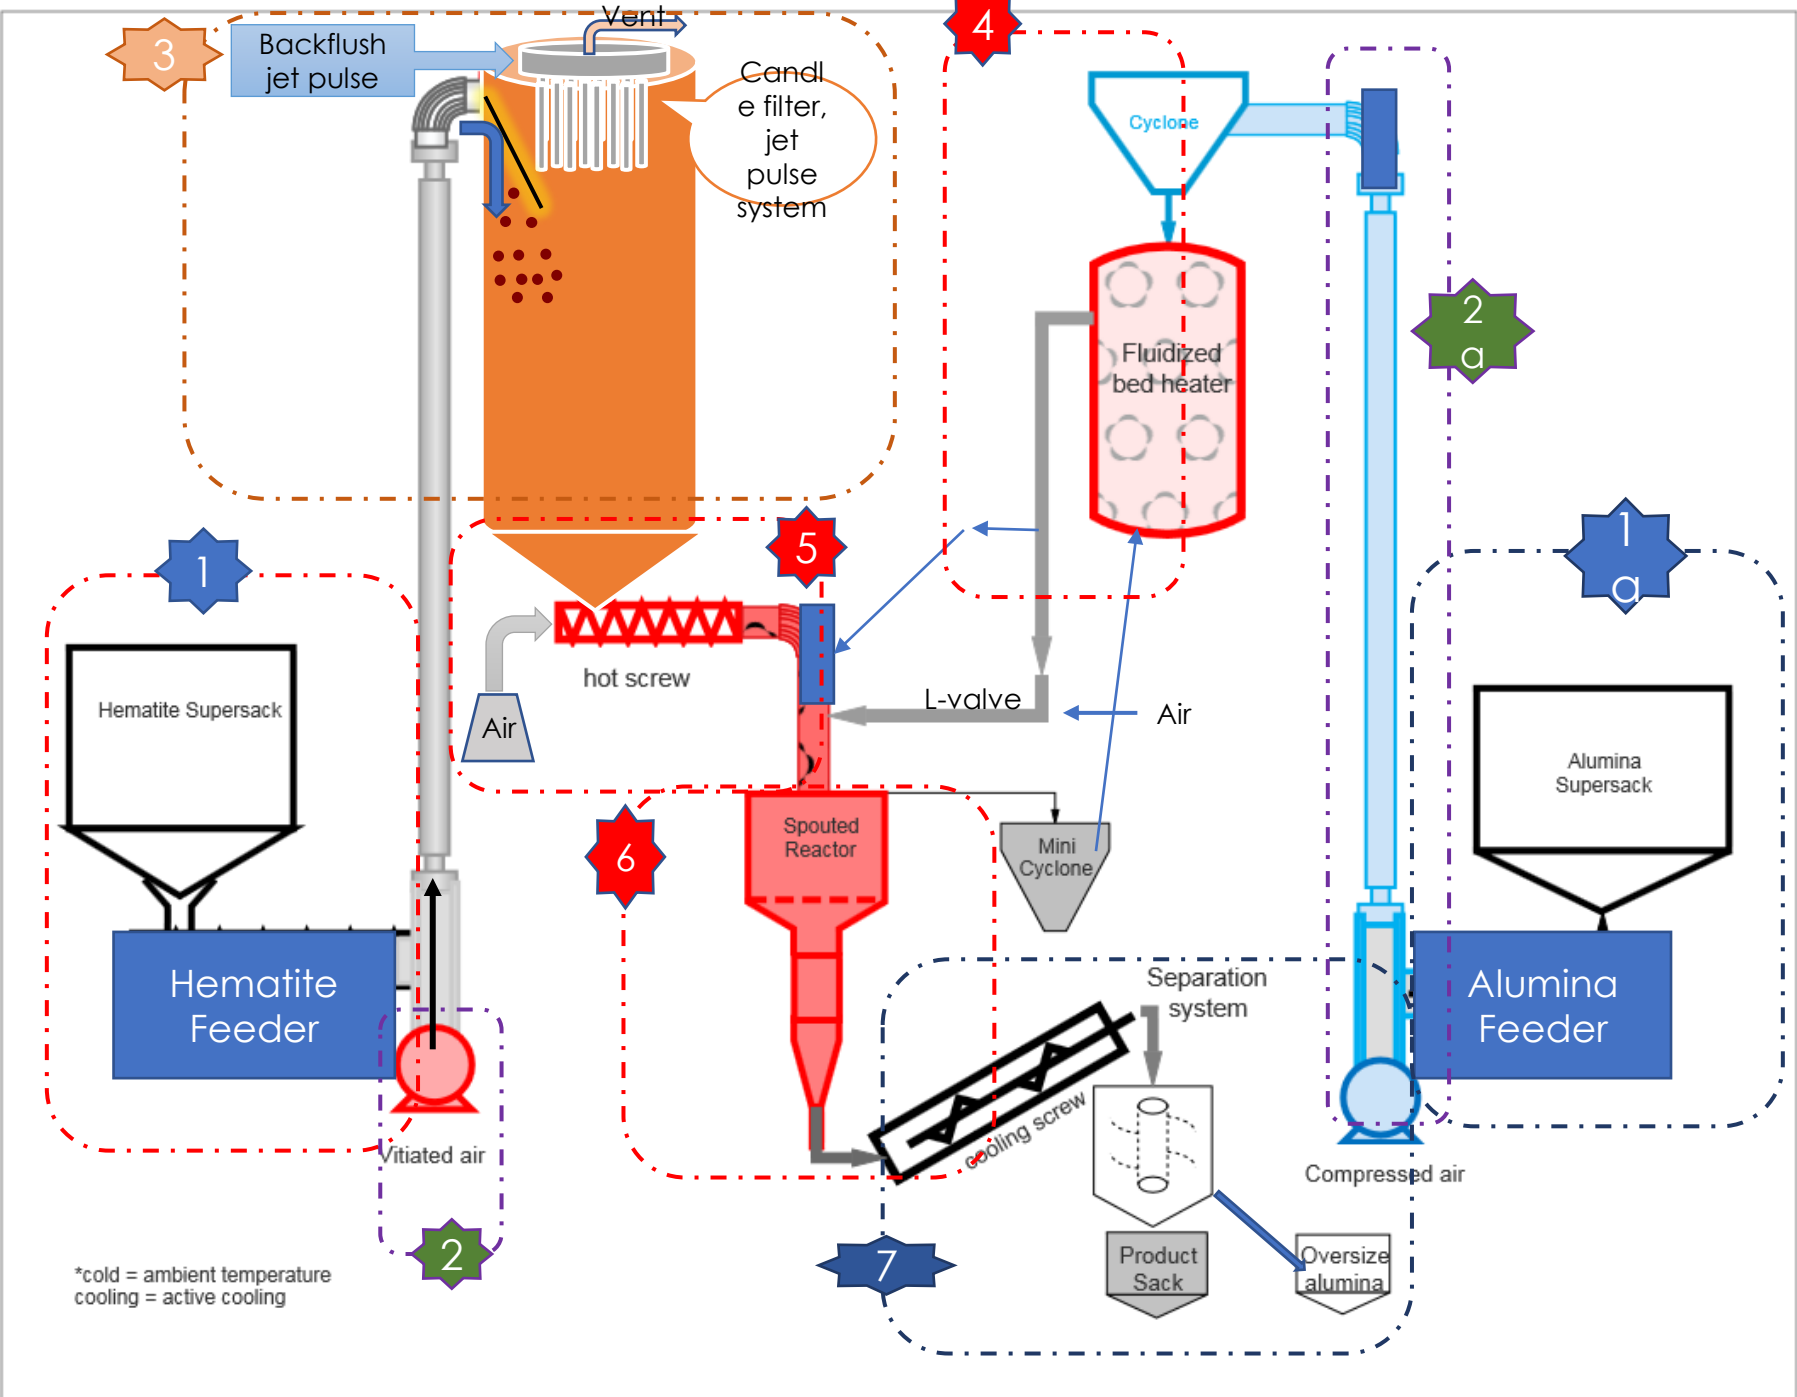 3
Backflush
jet pulse
Vent
Candl
e filter,
jet
pulse
system
4
Cyclone
2
a
Fluidized
bed heater
1
5
1
a
Hematite Supersack
hot screw
Air
L-valve
Air
Alumina
Supersack
6
Spouted
Reactor
Mini
Cyclone
Hematite
Feeder
Separation
system
Alumina
Feeder
cooling screw
Vitiated air
Compressed air
2
7
Product
Sack
Oversize
alumina
*cold = ambient temperature
cooling = active cooling